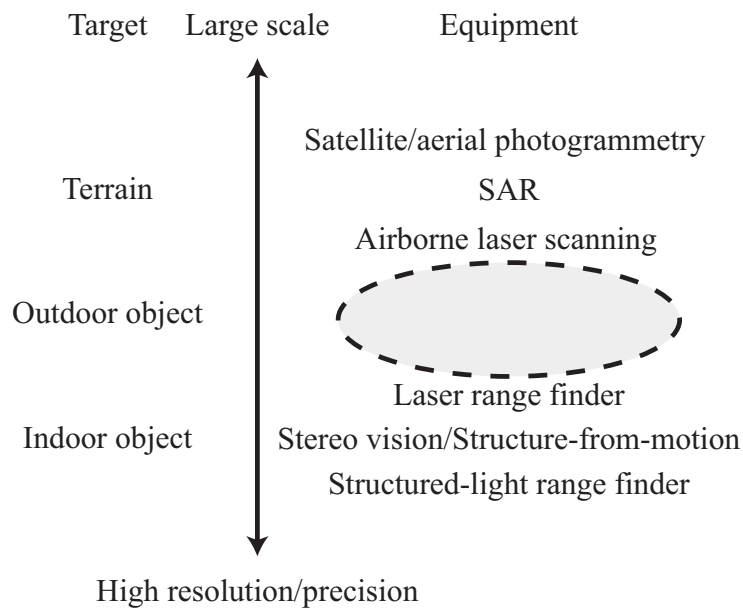 Target Large scale Equipment
Satellite/aerial photogrammetry
Terrain SAR
Airborne laser scanning
Outdoor object
Laser range finder
Indoor object Stereo vision/Structure-from-motion
Structured-light range finder
High resolution/precision